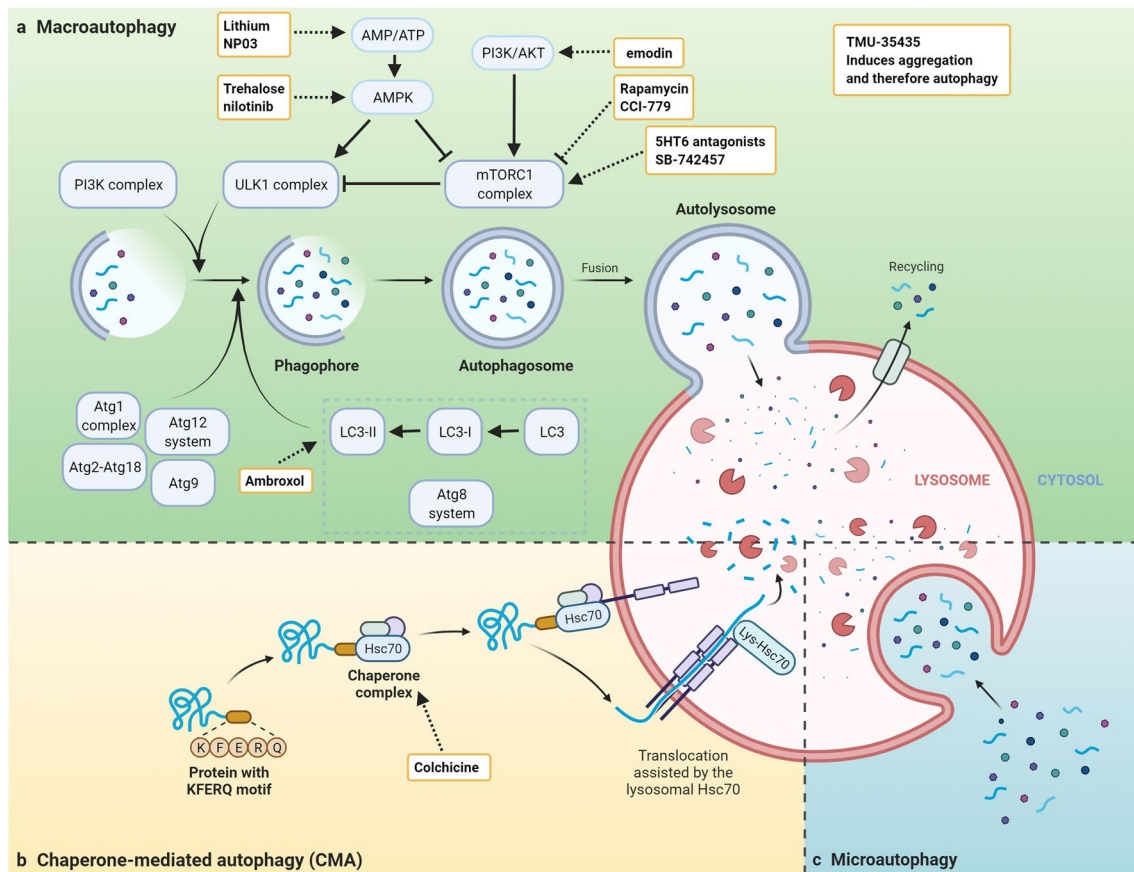 a Macroautophagy
Lithium
NP03
AMP/ATP
PI3K/AKT
emodin
TMU-35435
Induces aggregation
and therefore autophagy
Trehalose
nilotinib
AMPK
Rapamycin
CCI-779
5HT6 antagonists
SB-742457
PI3K complex
ULK1 complex
mTORC1
complex
Autolysosome
Fusion
Recycling
Phagophore
Autophagosome
Atg1
complex
Atg12
system
Atg2-Atg18
Atg9
LC3-II
LC3-I
LC3
Ambroxol
Atg8
system
LYSOSOME
CYTOSOL
Hsc70
Hsc70
Lys-Hsc70
Chaperone
complex
K F E R Q
Protein with
KFERQ motif
Colchicine
Translocation
assisted by the
lysosomal Hsc70
b Chaperone-mediated autophagy (CMA)
c Microautophagy